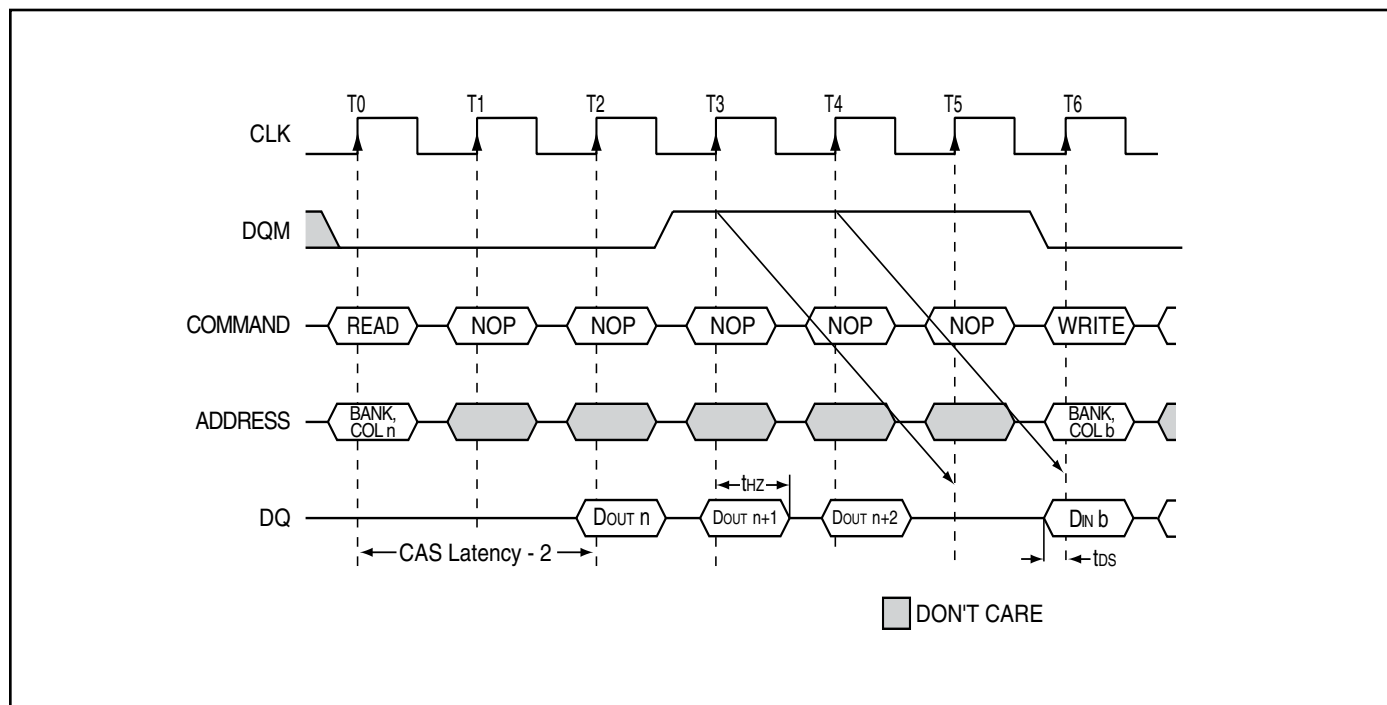 T0 T1 T2 T3 T4 T5 T6
CLK
DQM
COMMAND READ NOP NOP NOP NOP NOP WRITE
ADDRESS BANK, COL n BANK, COL b
tHZ
DQ DOUT n DOUT n+1 DOUT n+2 DIN b
CAS Latency - 2 tDS
DON'T CARE